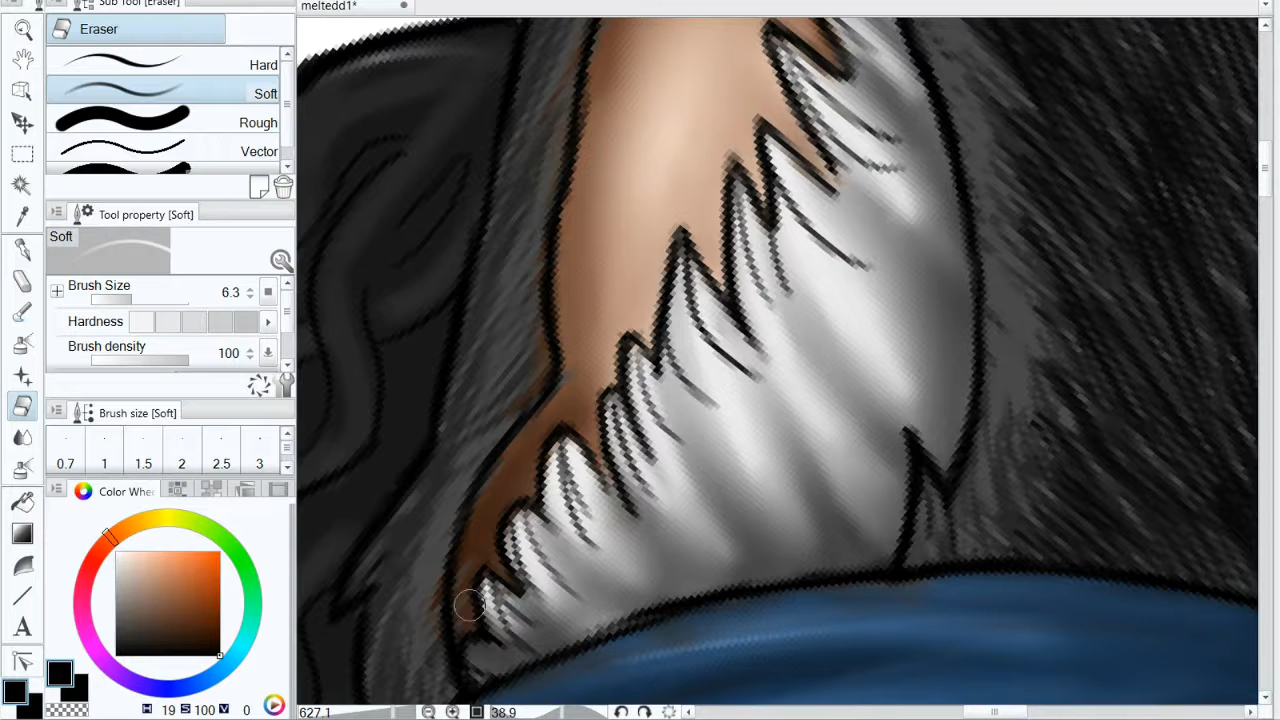 Sub Tool [Eraser]
meltedd1*
Eraser
Hard
Soft
Rough
Vector
Tool property [Soft]
Soft
Brush Size 6.3
Hardness
Brush density 100
Brush size [Soft]
0.7 1 1.5 2 2.5 3
Color Whe
H 19 S 100 V 0
627.1 38.9
A